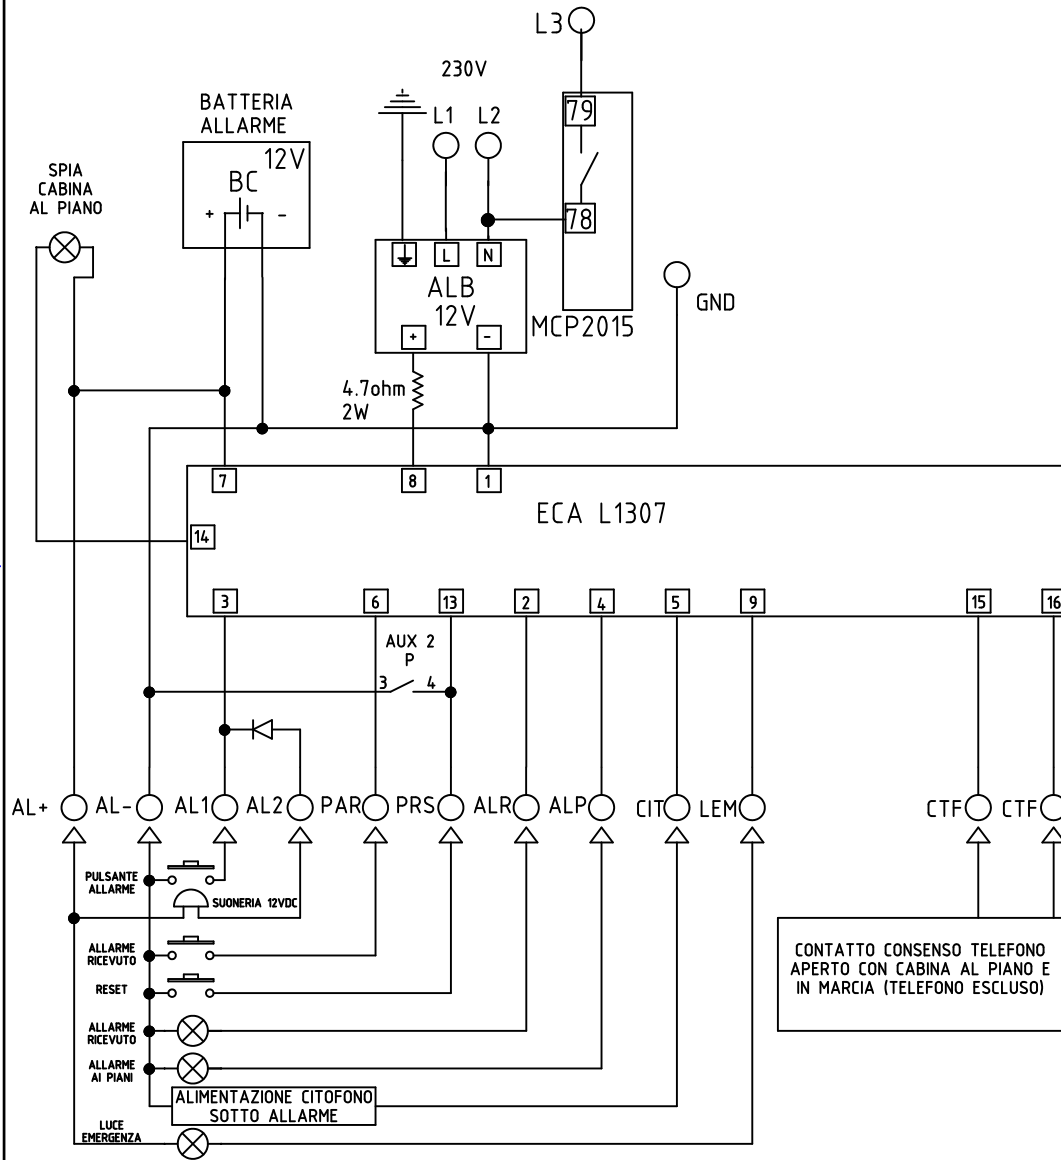 L3
230V
BATTERIA
ALLARME
L1
L2
79
12V
SPIA
CABINA
AL PIANO
BC
+
-
78
L
N
ALB
12V
GND
MCP2015
+
-
4.7ohm
2W
7
8
1
ECA L1307
14
3
6
13
2
4
5
9
15
16
AUX 2
P
3
4
AL+
AL-
AL1
AL2
PAR
PRS
ALR
ALP
CIT
LEM
CTF
CTF
PULSANTE
ALLARME
SUONERIA 12VDC
ALLARME
RICEVUTO
RESET
CONTATTO CONSENSO TELEFONO
APERTO CON CABINA AL PIANO E
IN MARCIA (TELEFONO ESCLUSO)
ALLARME
RICEVUTO
ALLARME
AI PIANI
ALIMENTAZIONE CITOFONO
SOTTO ALLARME
LUCE
EMERGENZA